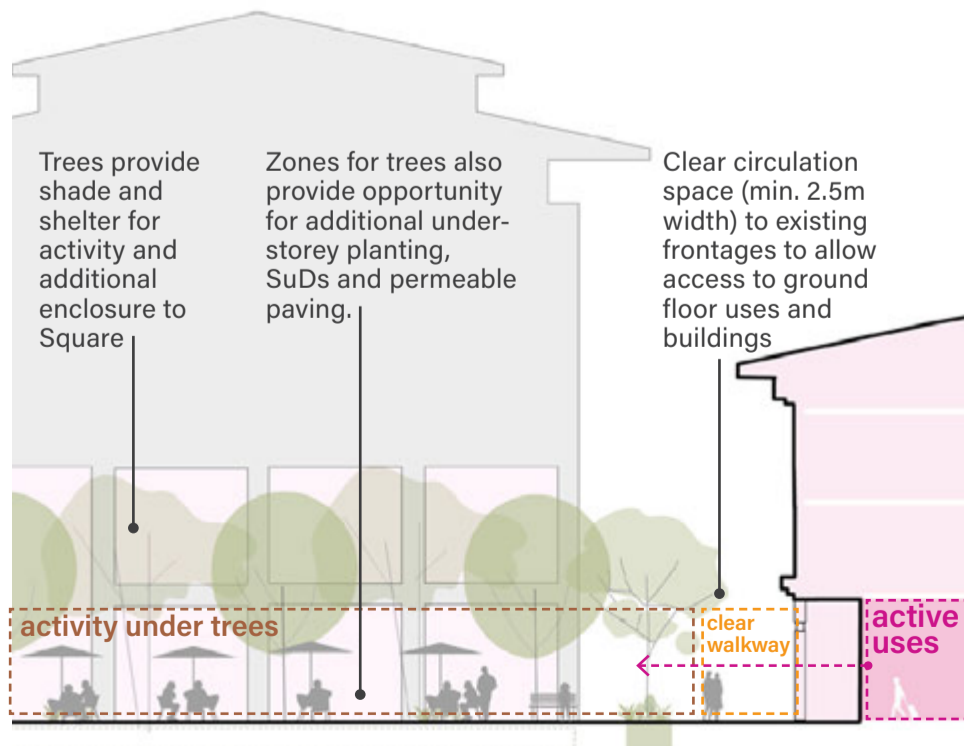 Trees provide
shade and
shelter for
activity and
additional
enclosure to
Square
Zones for trees also
provide opportunity
for additional under-
storey planting,
SuDs and permeable
paving.
Clear circulation
space (min. 2.5m
width) to existing
frontages to allow
access to ground
floor uses and
buildings
activity under trees
clear
walkway
active
uses